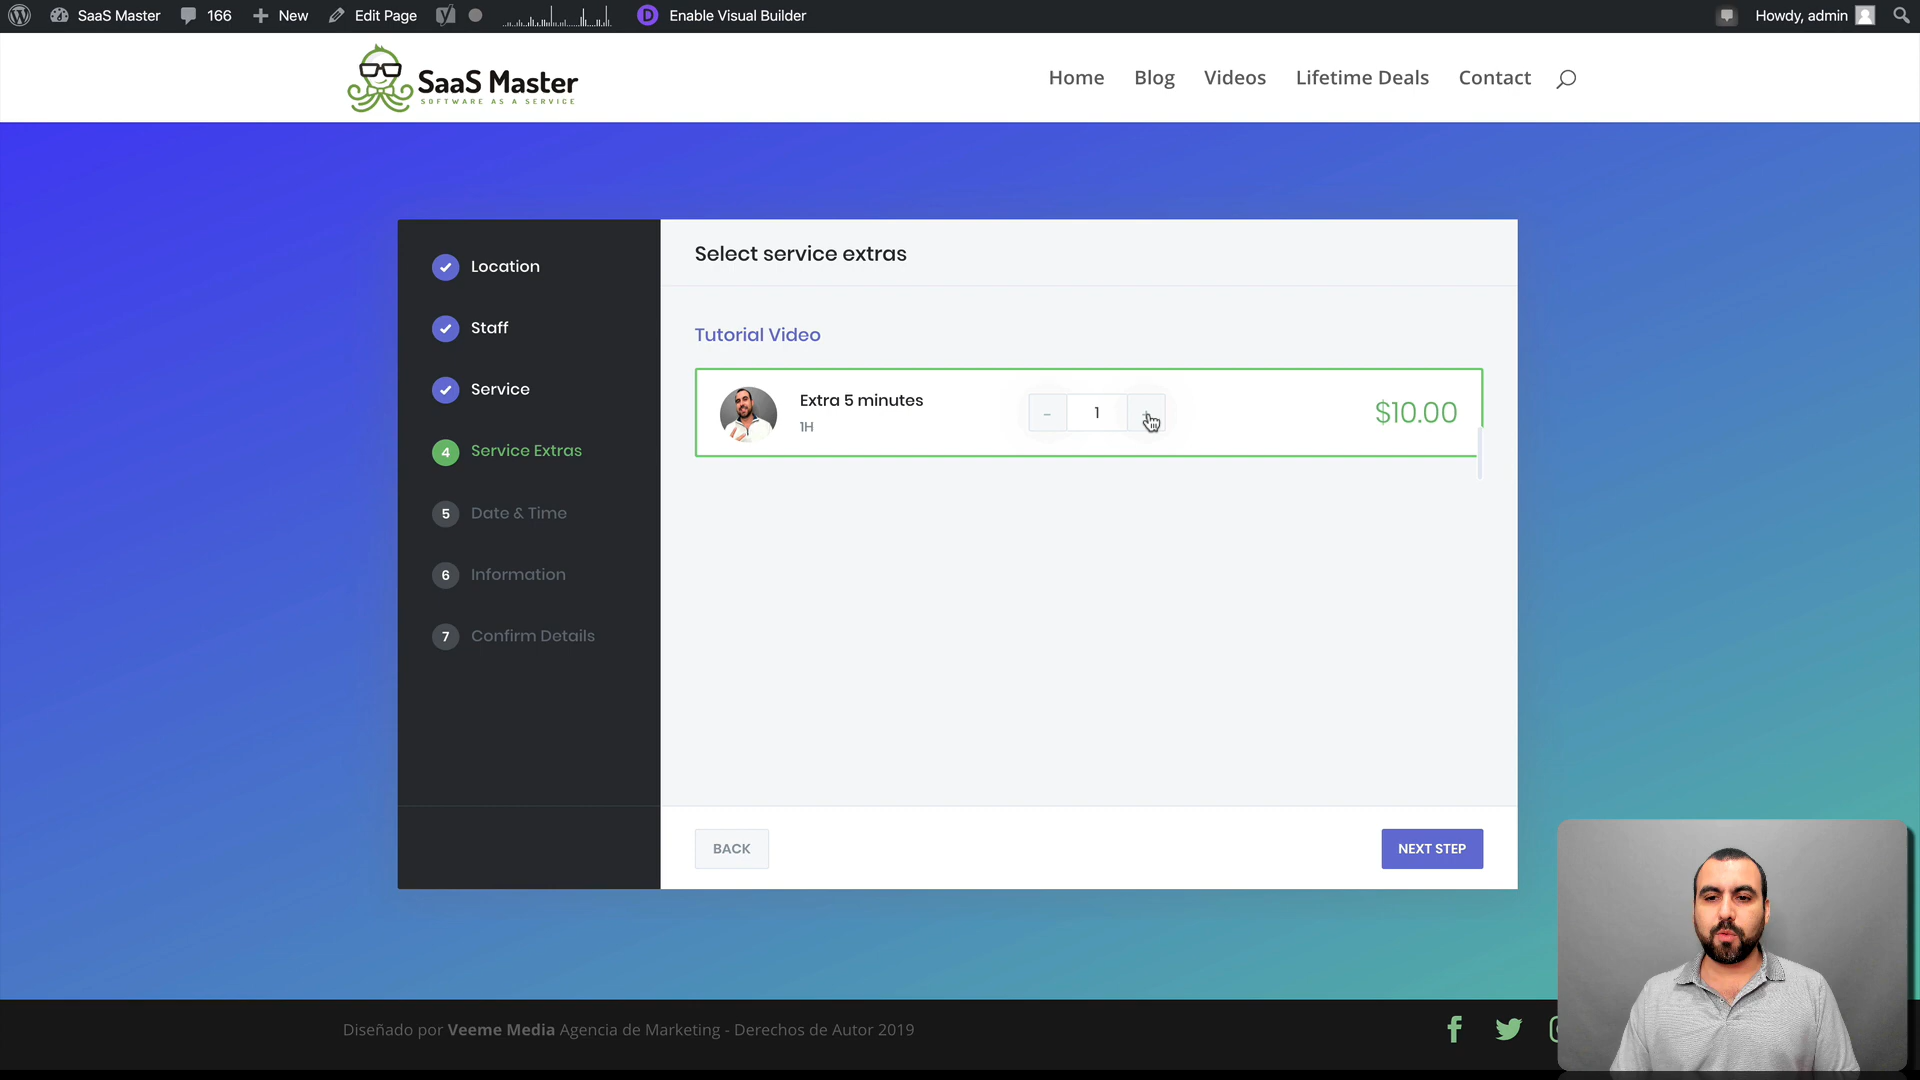 SaaS Master 166 New Edit Page Enable Visual Builder Howdy, admin
SaaS Master
SOFTWARE AS A SERVICE
Home Blog Videos Lifetime Deals Contact
Location
Staff
Service
4 Service Extras
5 Date & Time
6 Information
7 Confirm Details
Select service extras
Tutorial Video
Extra 5 minutes
1H
- 1
$10.00
BACK
NEXT STEP
Diseñado por Veeme Media Agencia de Marketing - Derechos de Autor 2019